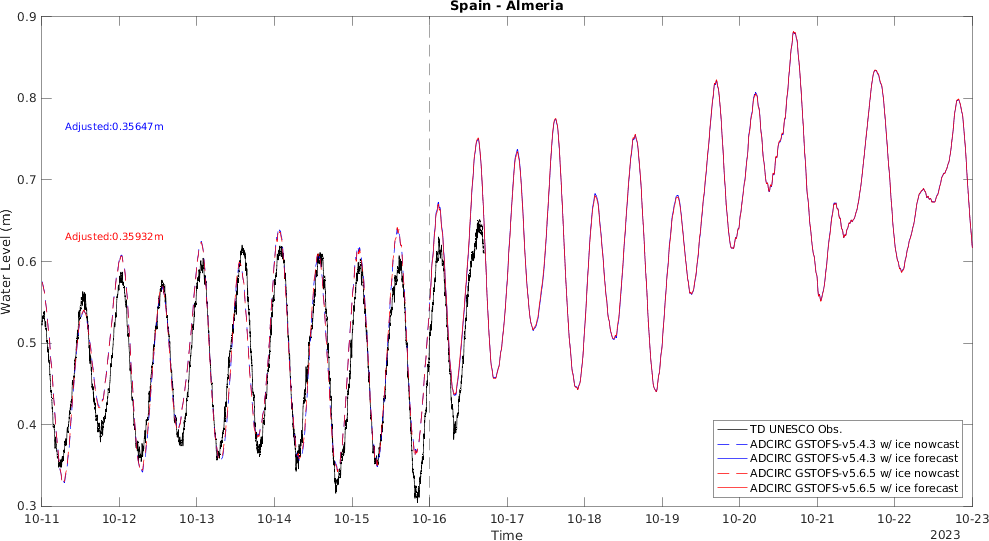 Spain - Almeria
0.9
0.8
0.7
0.6
0.5
0.4
0.3
Water Level (m)
Adjusted:0.35647m
Adjusted:0.35932m
TD UNESCO Obs.
ADCIRC GSTOFS-v5.4.3 w/ ice nowcast
ADCIRC GSTOFS-v5.4.3 w/ ice forecast
ADCIRC GSTOFS-v5.6.5 w/ ice nowcast
ADCIRC GSTOFS-v5.6.5 w/ ice forecast
10-11 10-12 10-13 10-14 10-15 10-16 10-17 10-18 10-19 10-20 10-21 10-22 10-23
Time
2023